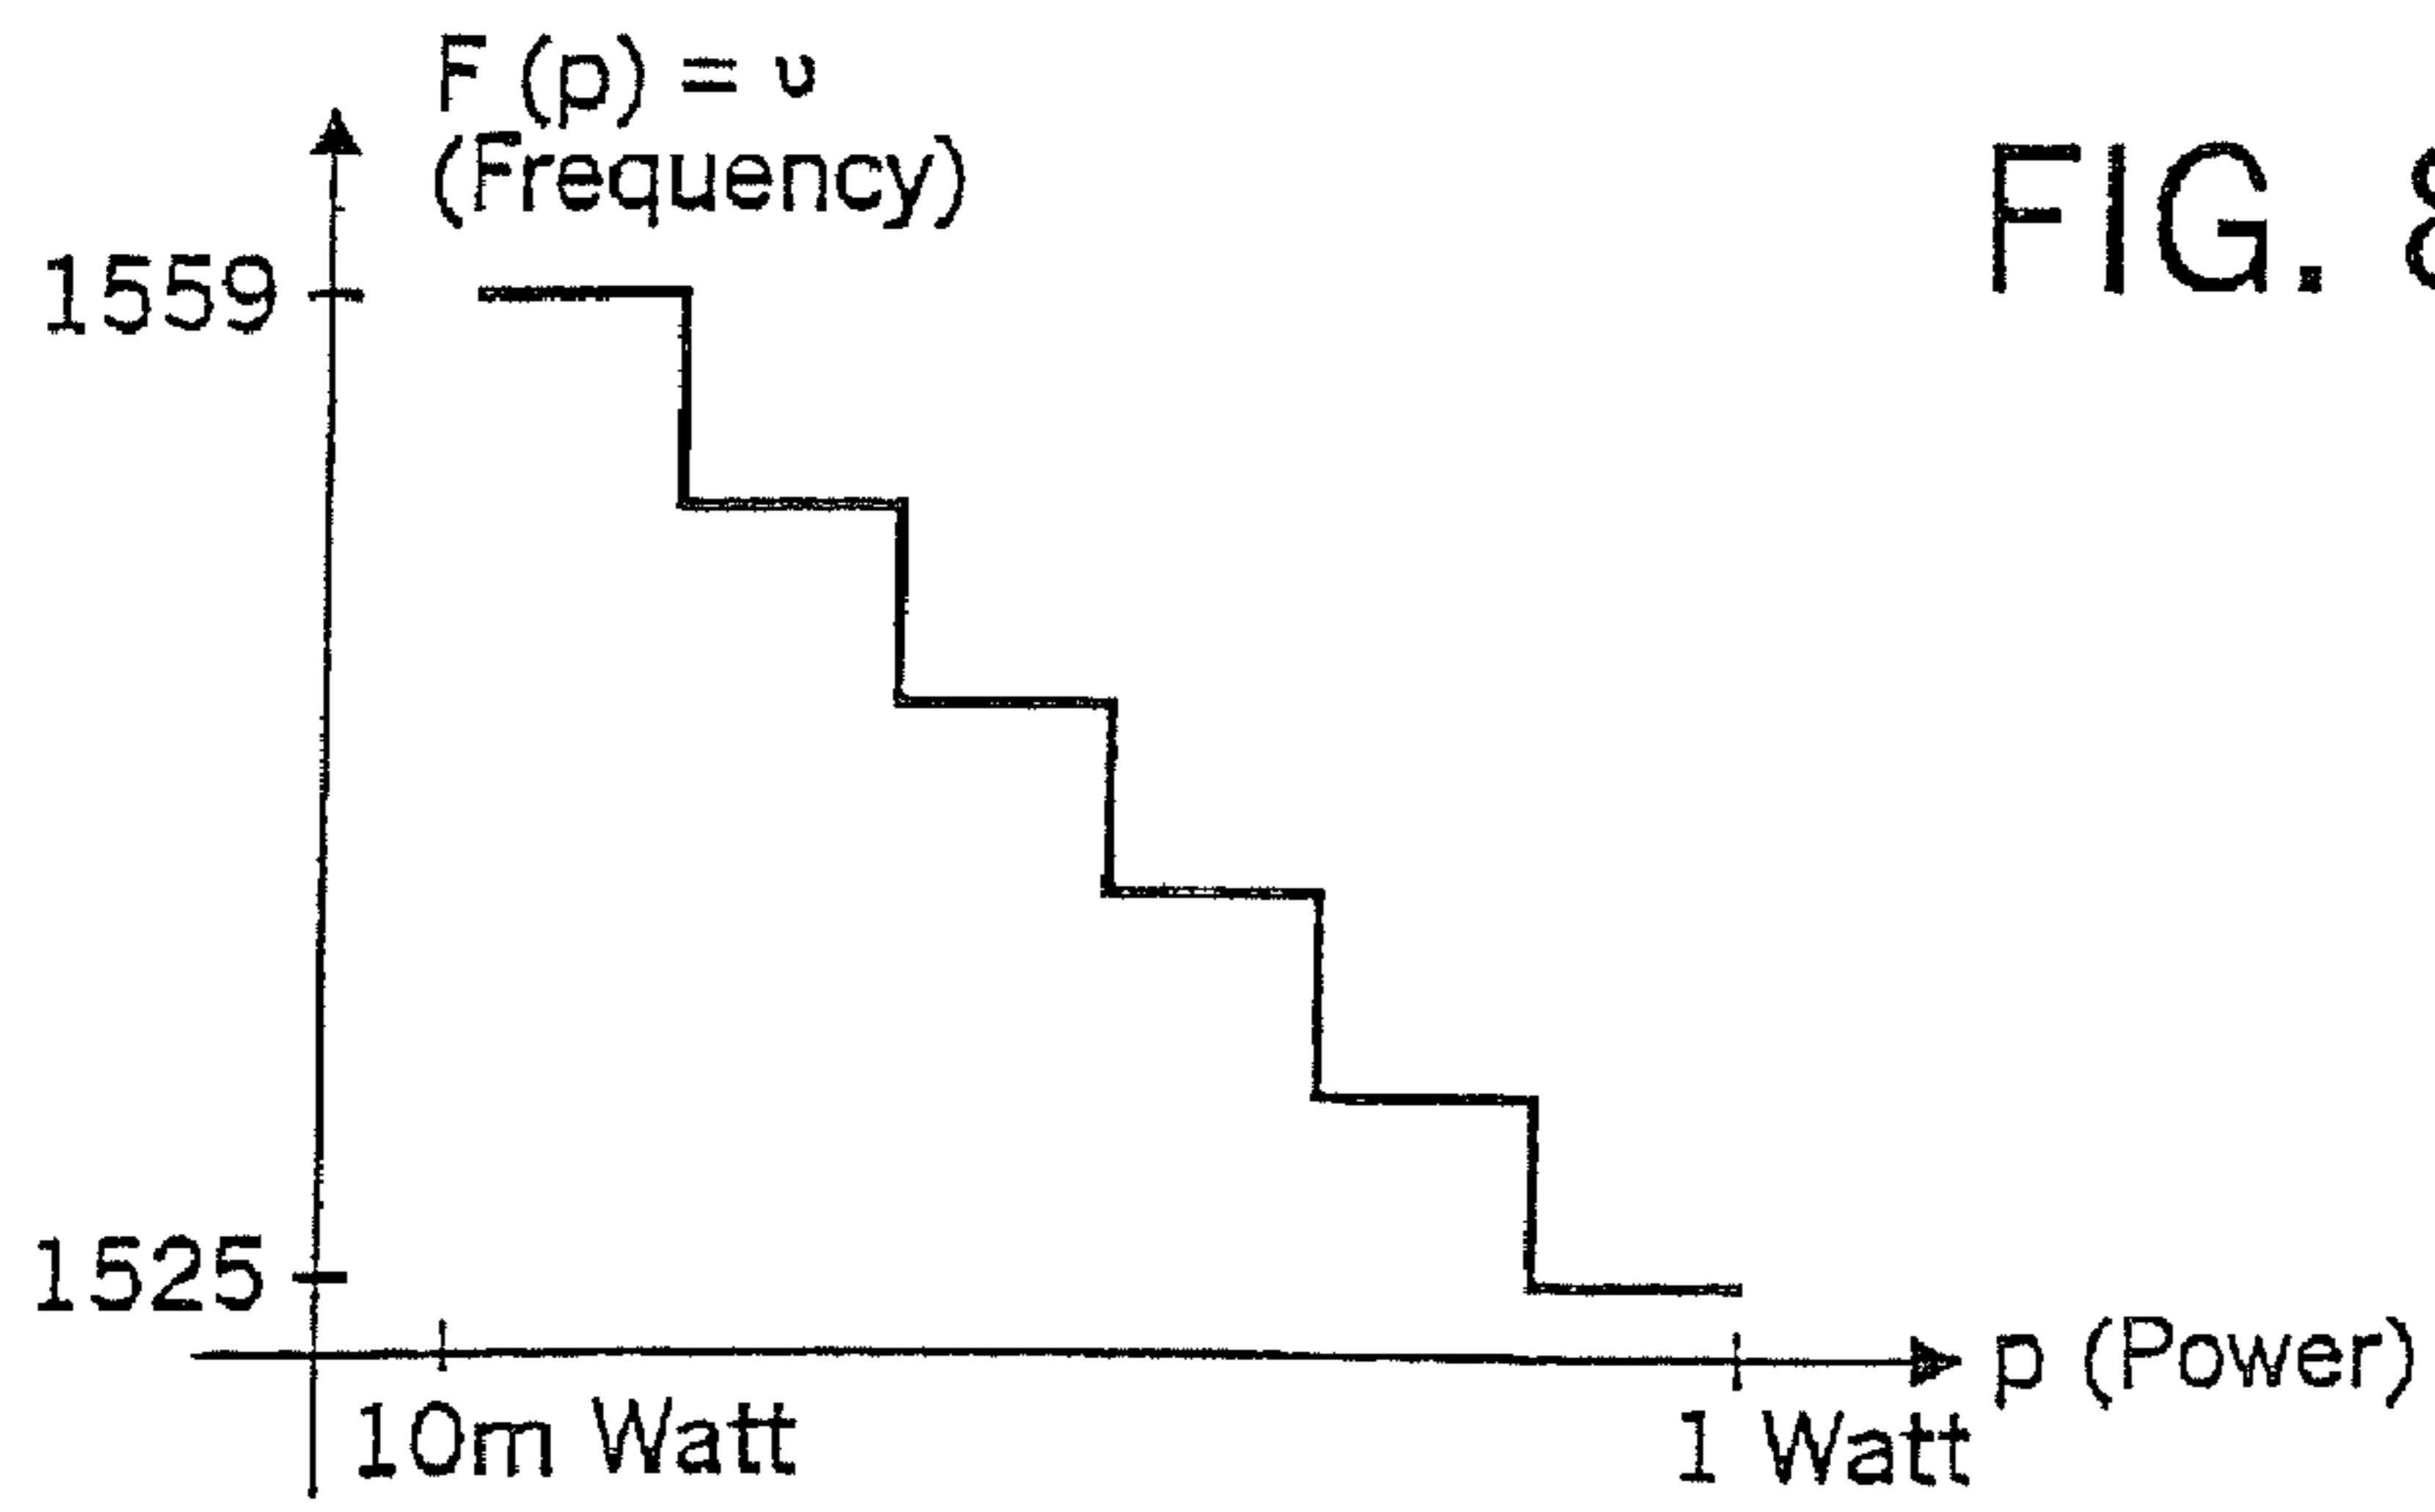 F (p) = υ
(Frequency)
FIG. 8
1559
1525
p (Power)
10m Watt
1 Watt